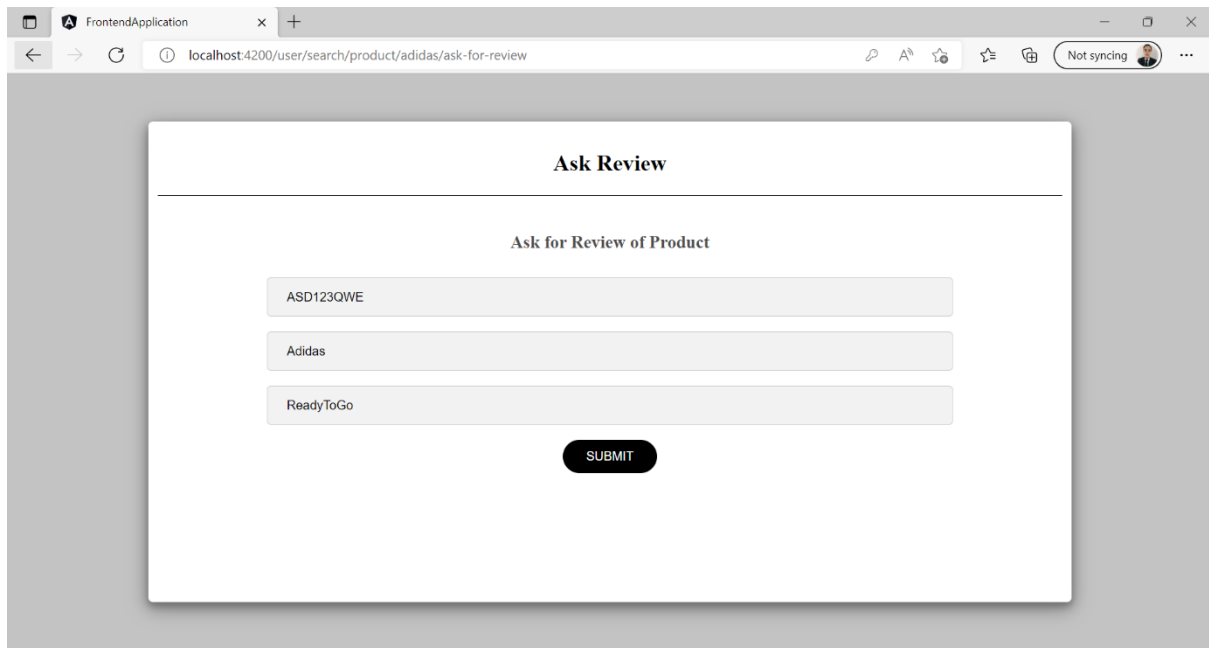 FrontendApplication
localhost:4200/user/search/product/adidas/ask-for-review
Not syncing
Ask Review
Ask for Review of Product
ASD123QWE
Adidas
ReadyToGo
SUBMIT